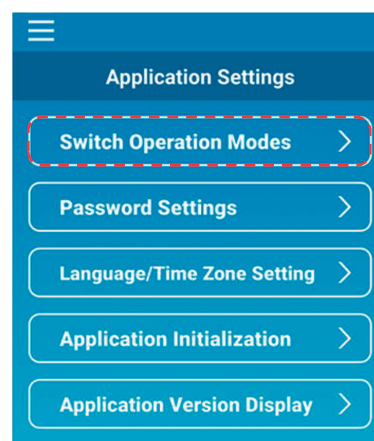 Application Settings
Switch Operation Modes
Password Settings
Language/Time Zone Setting
Application Initialization
Application Version Display